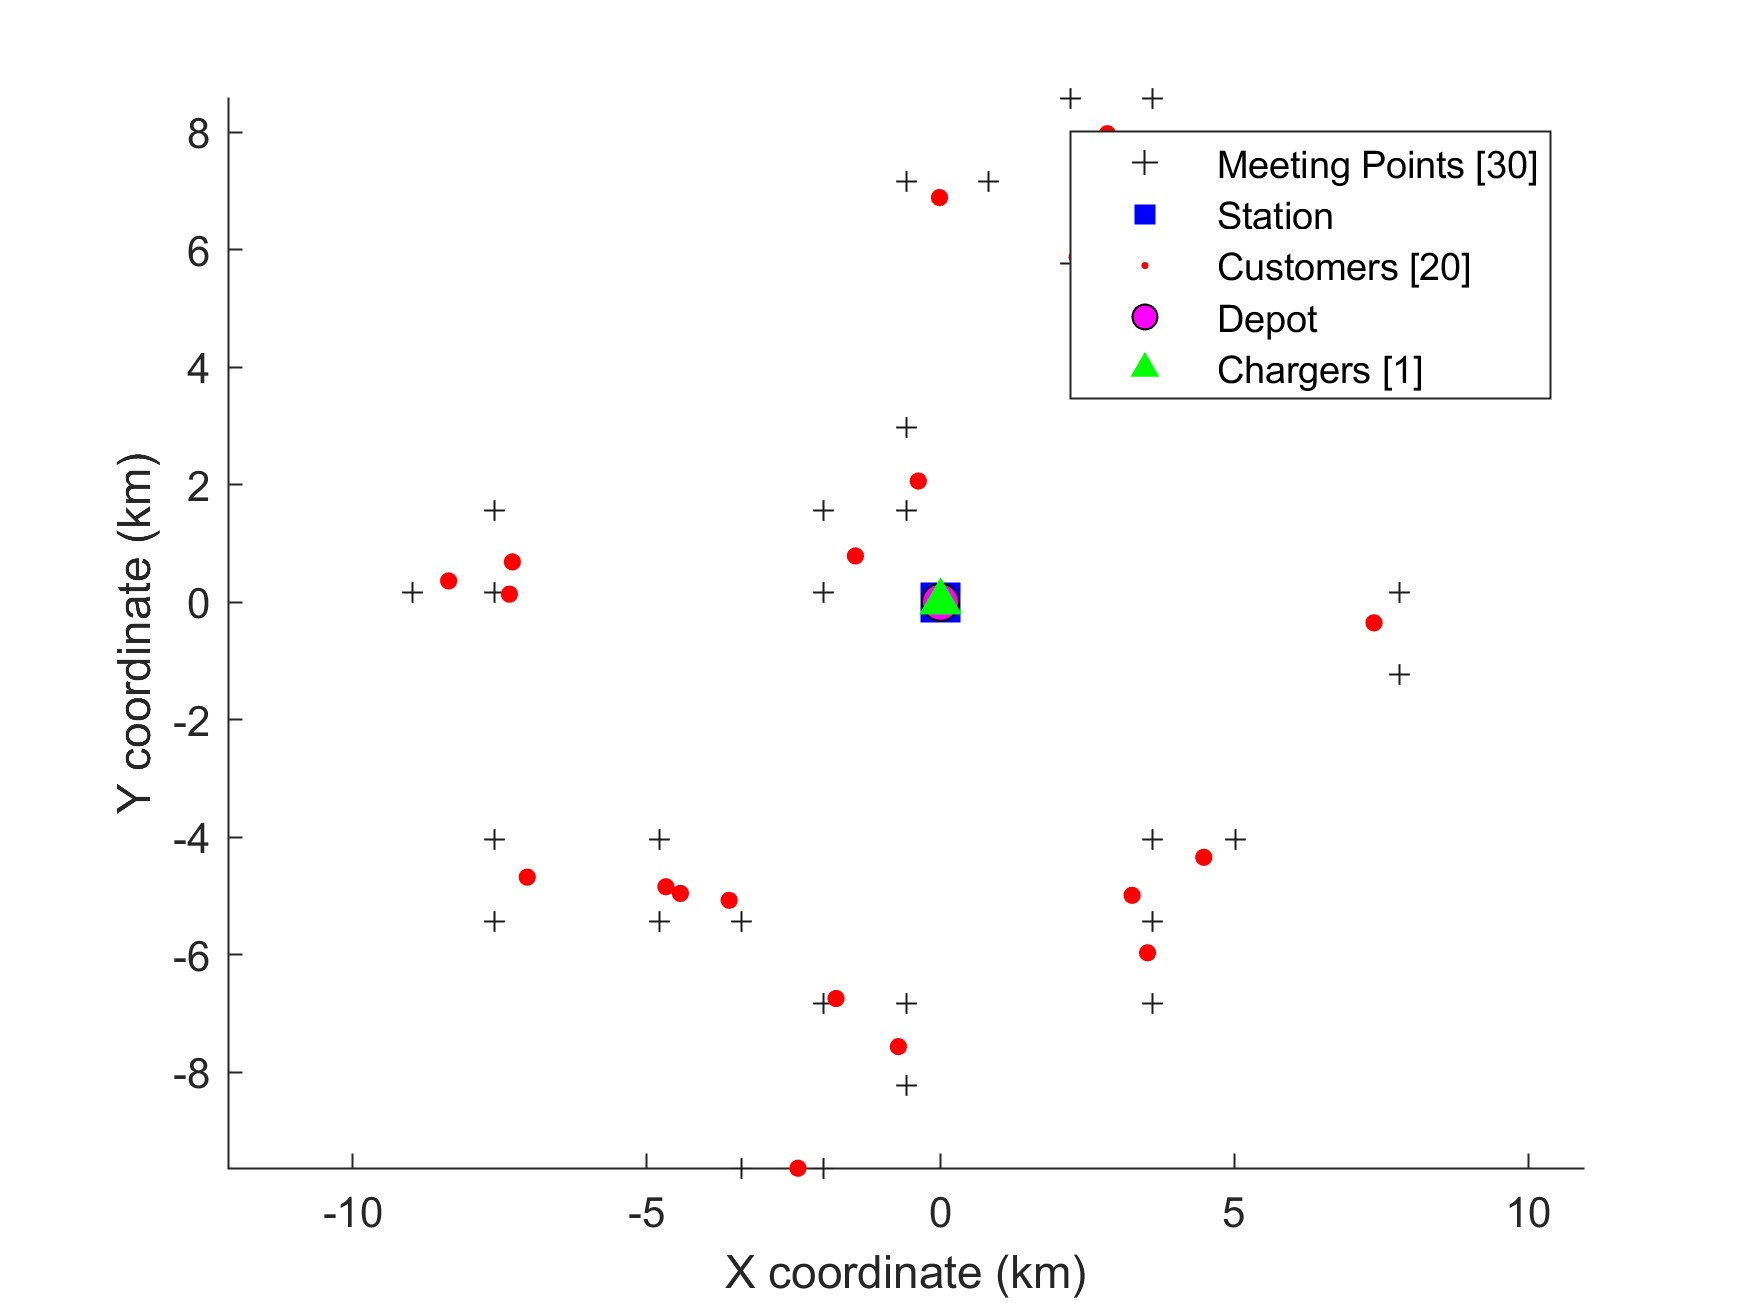 8
6
4
2
0
-2
-4
-6
-8
Y coordinate (km)
Meeting Points [30]
Station
Customers [20]
Depot
Chargers [1]
-10 -5 0 5 10
X coordinate (km)